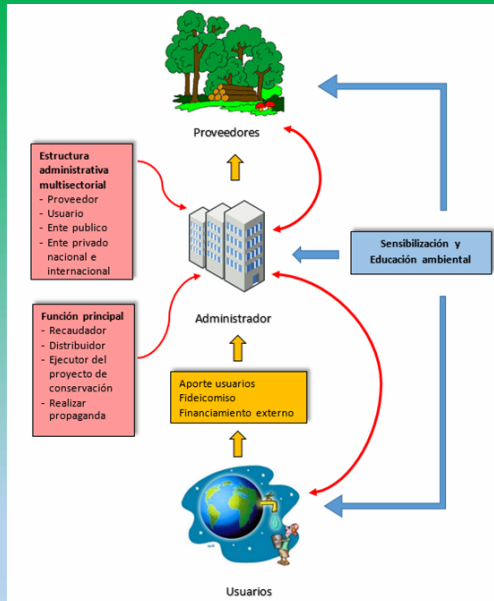 Proveedores
Estructura
administrativa
multisectorial
- Proveedor
- Usuario
- Ente publico
- Ente privado
nacional e
internacional
Sensibilización y
Educación ambiental
Función principal
- Recaudador
- Distribuidor
- Ejecutor del
proyecto de
conservación
- Realizar
propaganda
Administrador
Aporte usuarios
Fideicomiso
Financiamiento externo
Usuarios